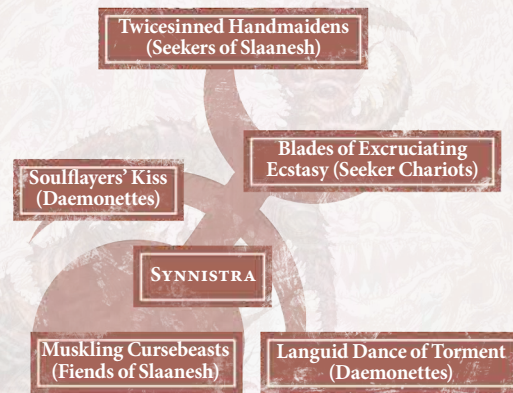 Twicesinned Handmaidens
(Seekers of Slaanesh)
Blades of Excruciating
Ecstasy (Seeker Chariots)
Soulflayers’ Kiss
(Daemonettes)
SYNNISTRA
Muskling Cursebeasts
(Fiends of Slaanesh)
Languid Dance of Torment
(Daemonettes)